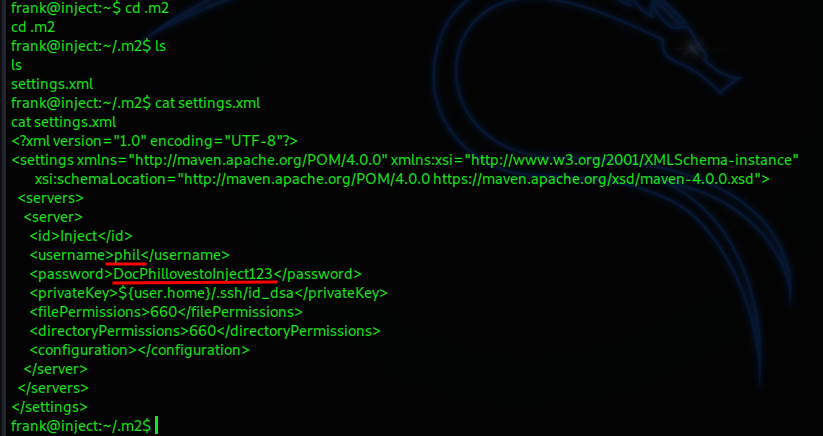 frank@inject:~$ cd .m2
cd .m2
frank@inject:~/.m2$ ls
ls
settings.xml
frank@inject:~/.m2$ cat settings.xml
cat settings.xml
<?xml version="1.0" encoding="UTF-8"?>
<settings xmlns="http://maven.apache.org/POM/4.0.0" xmlns:xsi="http://www.w3.org/2001/XMLSchema-instance"
        xsi:schemaLocation="http://maven.apache.org/POM/4.0.0 https://maven.apache.org/xsd/maven-4.0.0.xsd">
  <servers>
    <server>
      <id>Inject</id>
      <username>phil</username>
      <password>DocPhillovestoInject123</password>
      <privateKey>${user.home}/.ssh/id_dsa</privateKey>
      <filePermissions>660</filePermissions>
      <directoryPermissions>660</directoryPermissions>
      <configuration></configuration>
    </server>
  </servers>
</settings>
frank@inject:~/.m2$